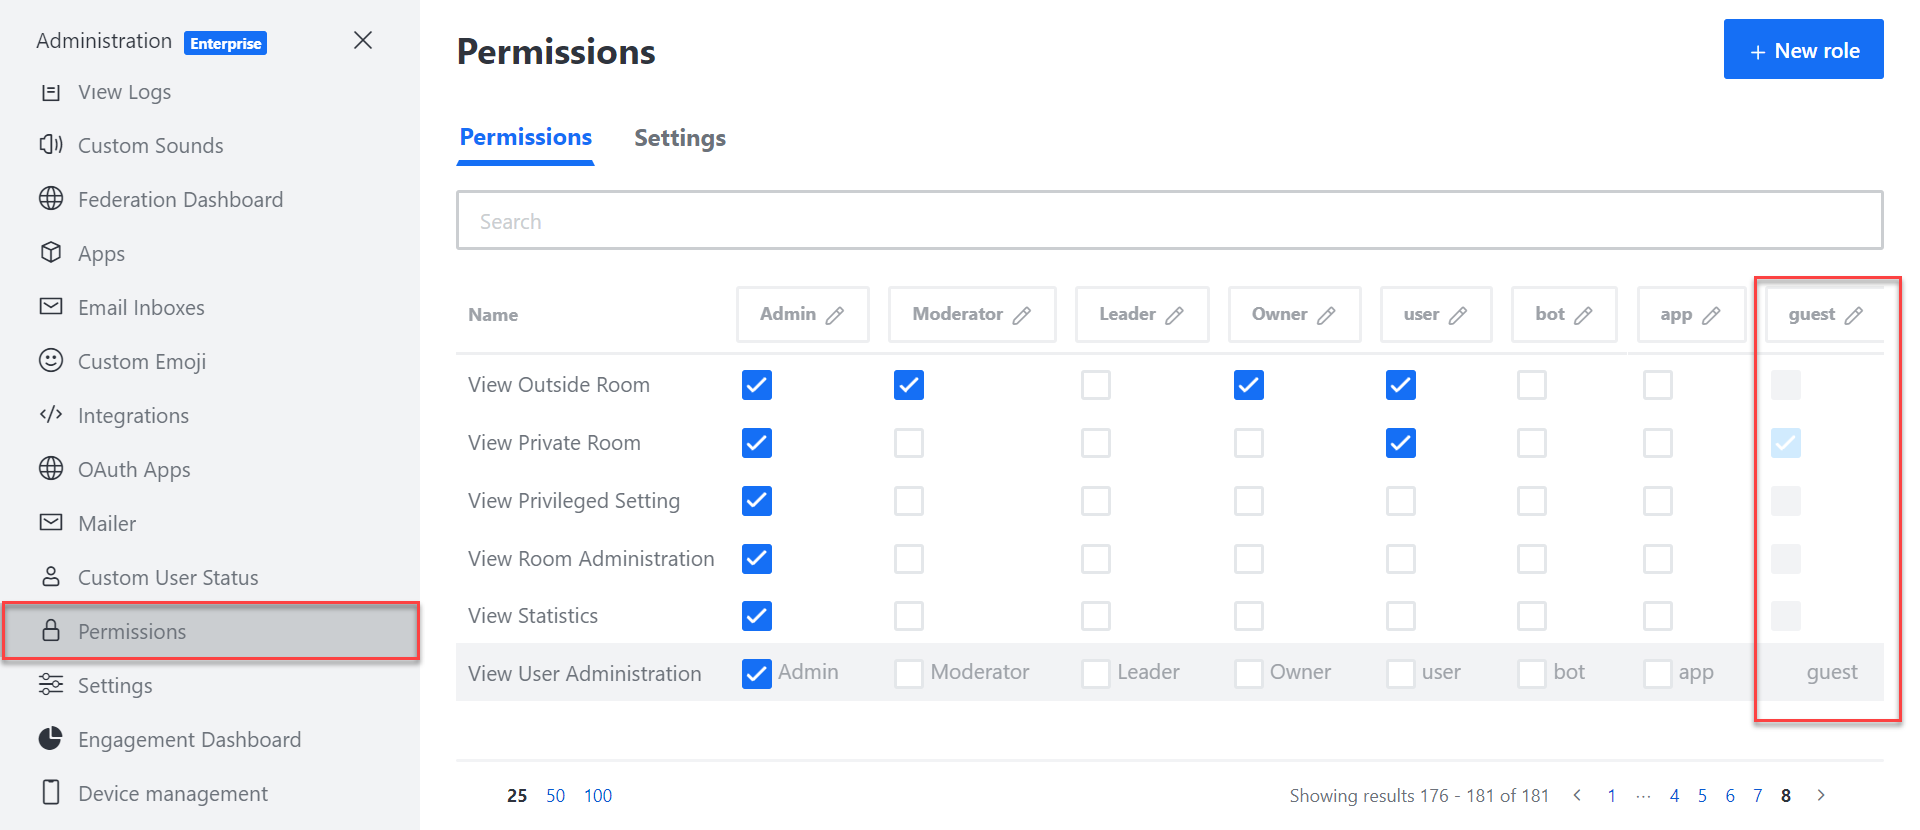 Administration Enterprise
View Logs
Custom Sounds
Federation Dashboard
Apps
Email Inboxes
Custom Emoji
Integrations
OAuth Apps
Mailer
Custom User Status
Permissions
Settings
Engagement Dashboard
Device management
Permissions
+ New role
Permissions Settings
Search
Name Admin Moderator Leader Owner user bot app guest
View Outside Room
View Private Room
View Privileged Setting
View Room Administration
View Statistics
View User Administration Admin Moderator Leader Owner user bot app guest
25 50 100 Showing results 176 - 181 of 181 < 1 ... 4 5 6 7 8 >